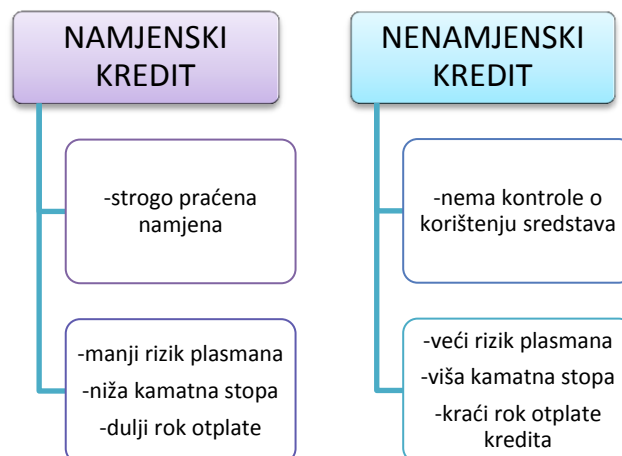 NAMJENSKI
KREDIT
-strogo praćena
namjena
-manji rizik plasmana
-niža kamatna stopa
-dulji rok otplate
NENAMJENSKI
KREDIT
-nema kontrole o
korištenju sredstava
-veći rizik plasmana
-viša kamatna stopa
-kraći rok otplate
kredita